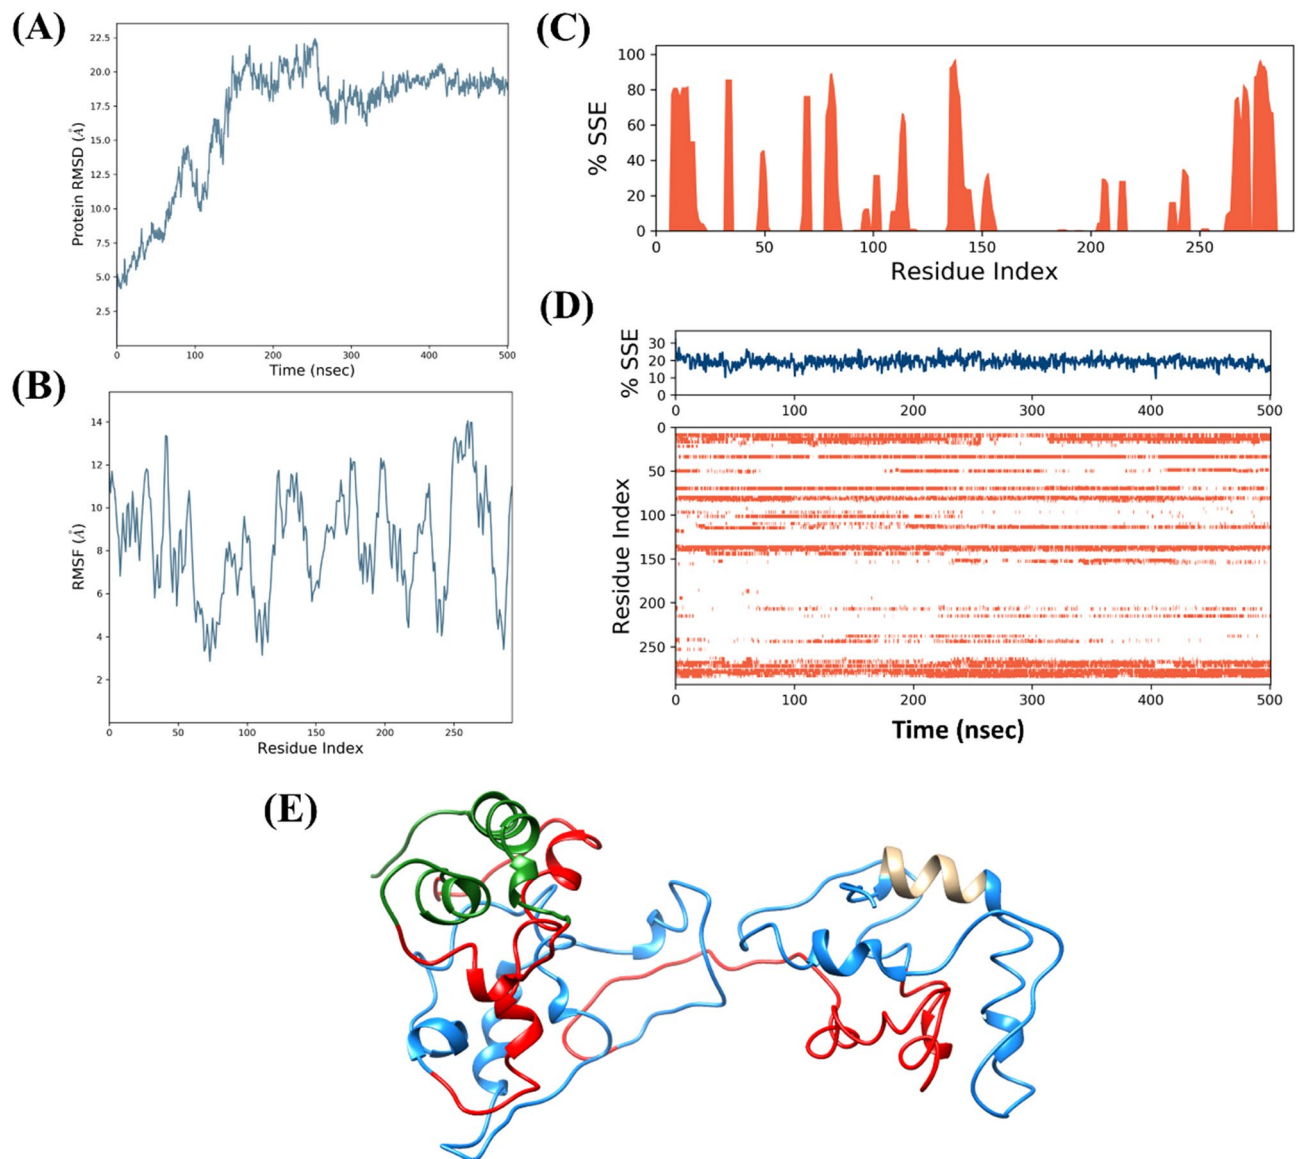 (A)
22.5
20.0
17.5
15.0
12.5
10.0
7.5
5.0
2.5
Protein RMSD (Å)
0 100 200 300 400 500
Time (nsec)
(B)
14
12
10
8
6
4
2
RMSF (Å)
0 50 100 150 200 250
Residue Index
(C)
100
80
60
40
20
0
% SSE
0 50 100 150 200 250
Residue Index
(D)
30
20
10
0
% SSE
0 100 200 300 400 500
0
50
100
150
200
250
Residue Index
0 100 200 300 400 500
Time (nsec)
(E)